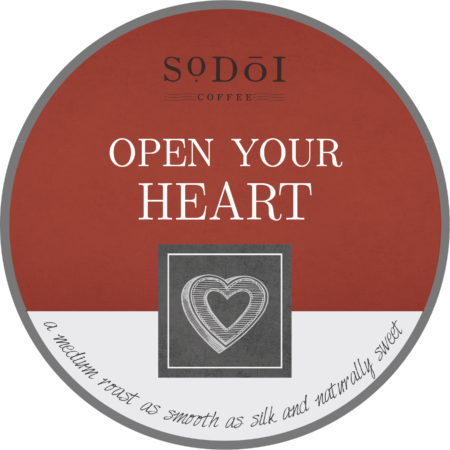 SoDōI
COFFEE
OPEN YOUR
HEART
a medium roast as smooth as silk and naturally sweet